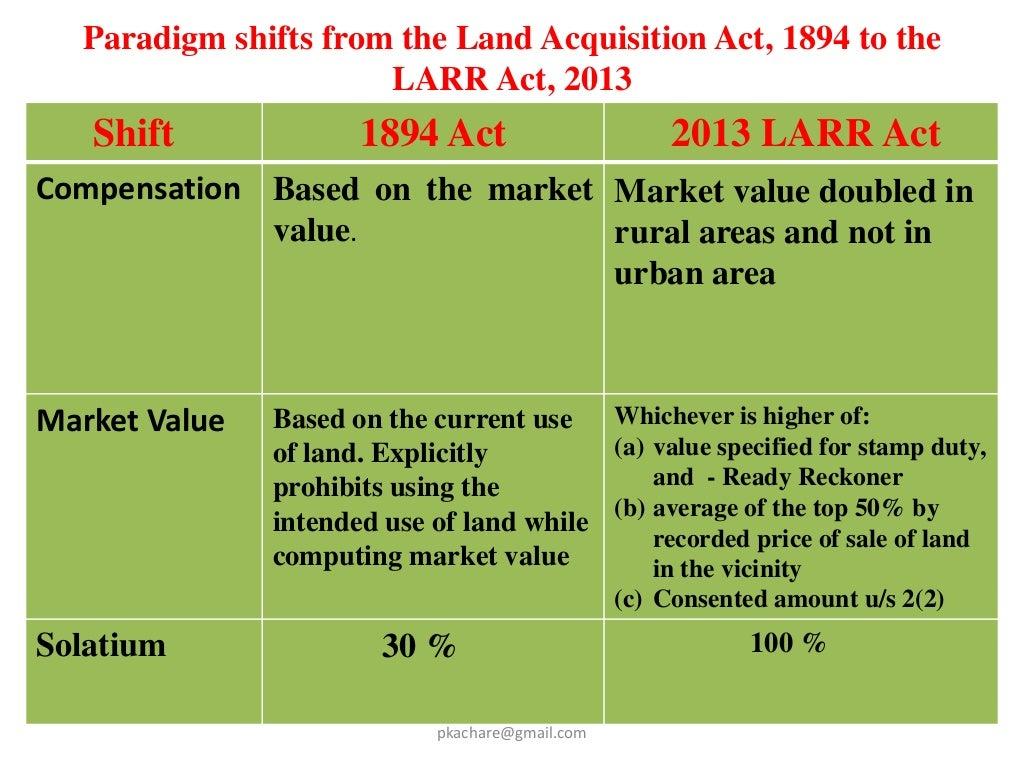 Paradigm shifts from the Land Acquisition Act, 1894 to the
LARR Act, 2013
Shift
1894 Act
2013 LARR Act
Compensation
Based on the market
value.
Market value doubled in
rural areas and not in
urban area
Market Value
Based on the current use
of land. Explicitly
prohibits using the
intended use of land while
computing market value
Whichever is higher of:
(a) value specified for stamp duty,
and - Ready Reckoner
(b) average of the top 50% by
recorded price of sale of land
in the vicinity
(c) Consented amount u/s 2(2)
Solatium
30 %
100 %
pkachare@gmail.com